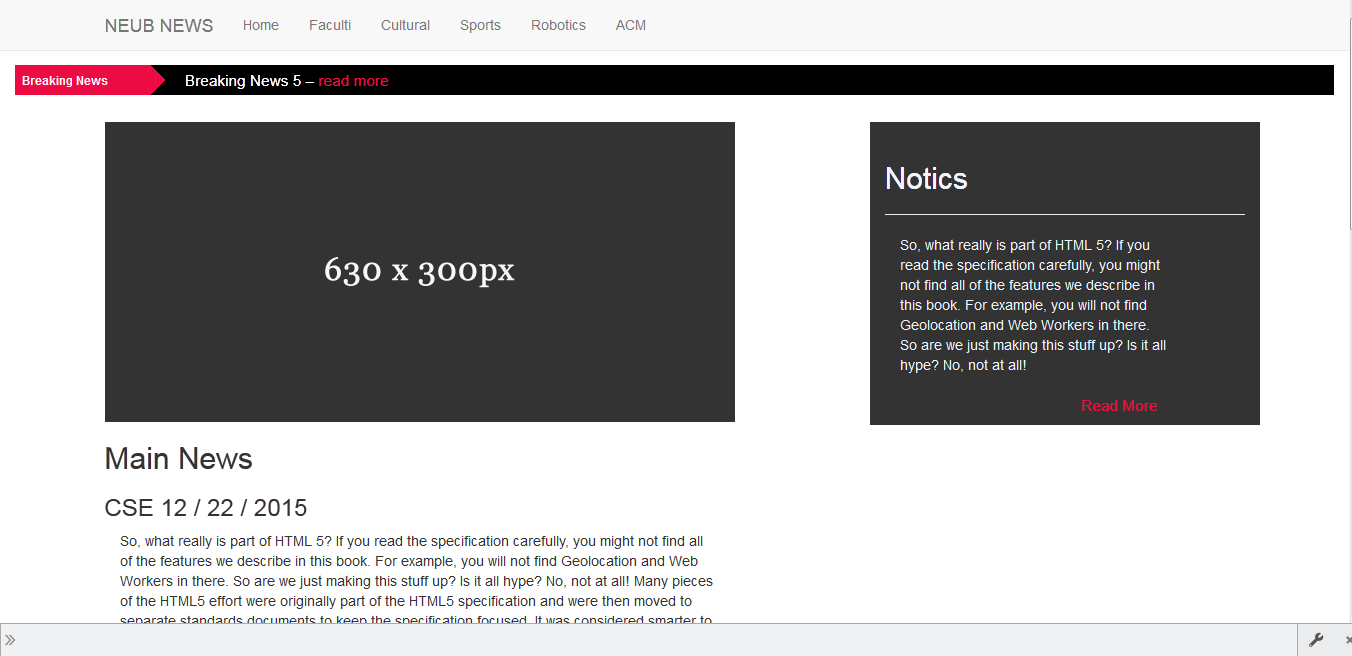 NEUB NEWS Home Faculti Cultural Sports Robotics ACM
Breaking News
Breaking News 5 – read more
630 x 300px
Main News
CSE 12 / 22 / 2015
So, what really is part of HTML 5? If you read the specification carefully, you might not find all
of the features we describe in this book. For example, you will not find Geolocation and Web
Workers in there. So are we just making this stuff up? Is it all hype? No, not at all! Many pieces
of the HTML5 effort were originally part of the HTML5 specification and were then moved to
separate standards documents to keep the specification focused. It was considered smarter to
Notics
So, what really is part of HTML 5? If you
read the specification carefully, you might
not find all of the features we describe in
this book. For example, you will not find
Geolocation and Web Workers in there.
So are we just making this stuff up? Is it all
hype? No, not at all!
Read More